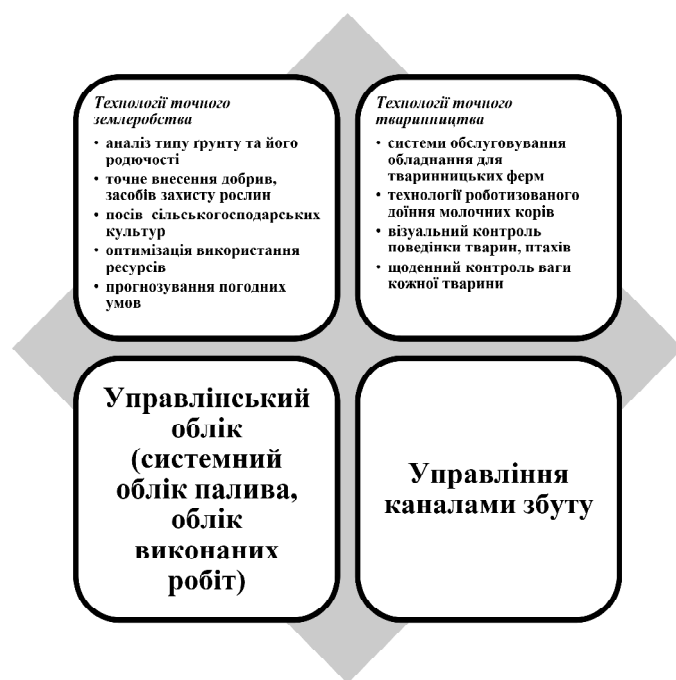 Технології точного
землеробства
• аналіз типу ґрунту та його
родючості
• точне внесення добрив,
засобів захисту рослин
• посів сільськогосподарських
культур
• оптимізація використання
ресурсів
• прогнозування погодних
умов
Технології точного
тваринництва
• системи обслуговування
обладнання для
тваринницьких ферм
• технології роботизованого
доїння молочних корів
• візуальний контроль
поведінки тварин, птахів
• щоденний контроль ваги
кожної тварини
Управлінський
облік
(системний
облік палива,
облік
виконаних
робіт)
Управління
каналами збуту